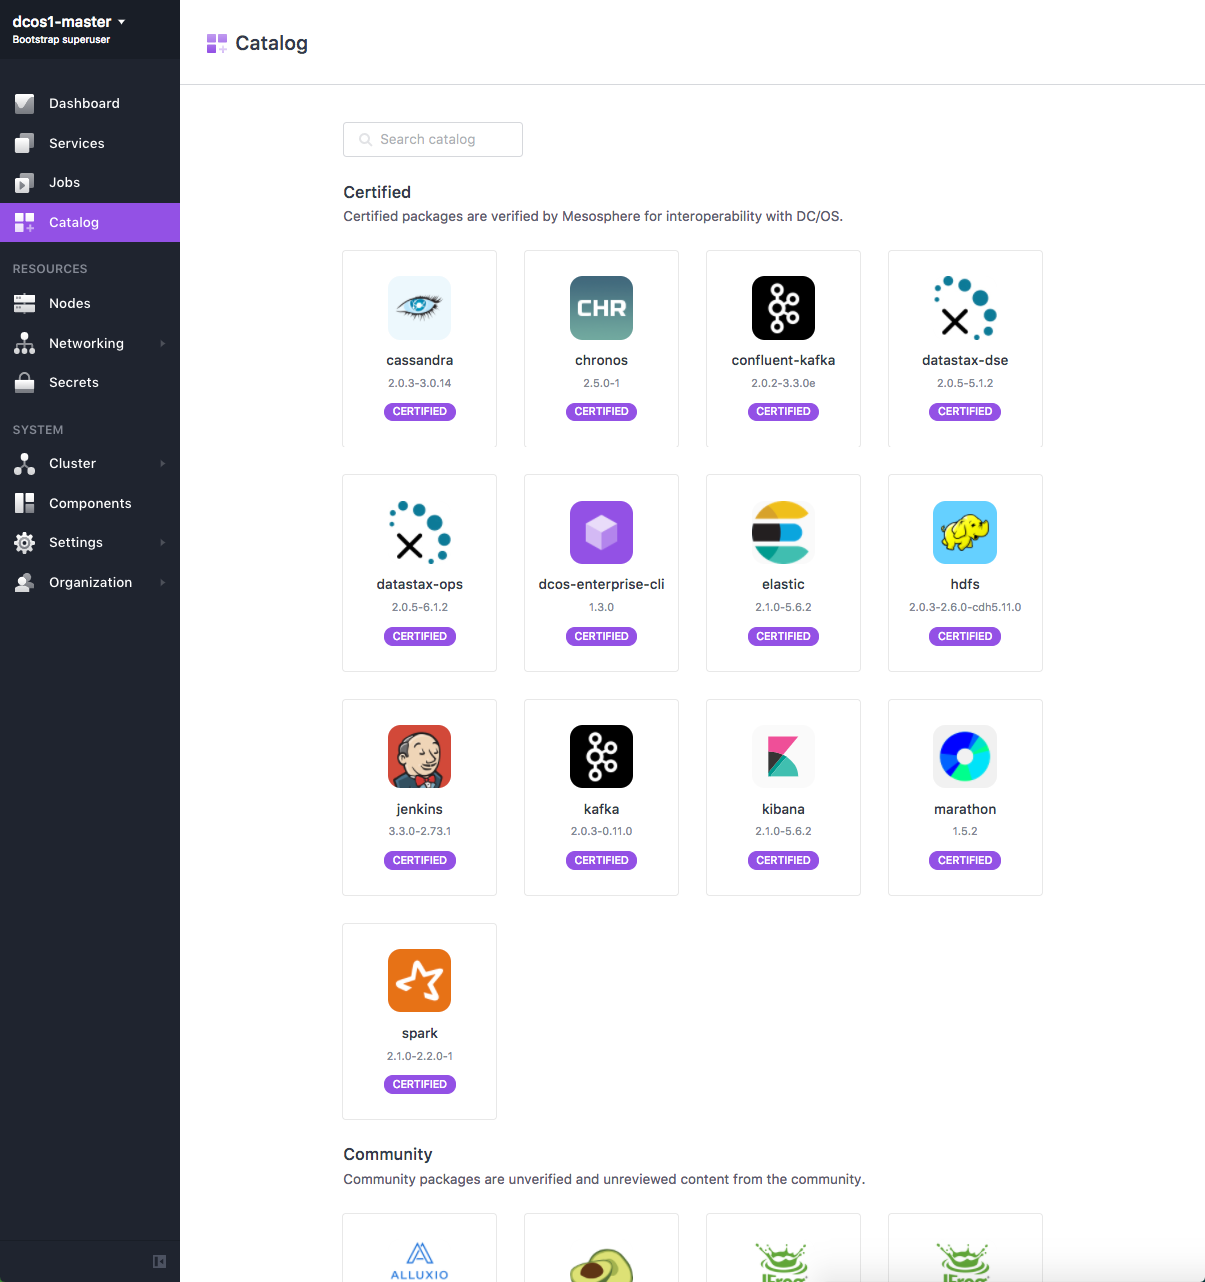 dcos1-master
Bootstrap superuser
Dashboard
Services
Jobs
Catalog
RESOURCES
Nodes
Networking
Secrets
SYSTEM
Cluster
Components
Settings
Organization
Catalog
Search catalog
Certified
Certified packages are verified by Mesosphere for interoperability with DC/OS.
cassandra
2.0.3-3.0.14
CERTIFIED
CHR
chronos
2.5.0-1
CERTIFIED
confluent-kafka
2.0.2-3.3.0e
CERTIFIED
datastax-dse
2.0.5-5.1.2
CERTIFIED
datastax-ops
2.0.5-6.1.2
CERTIFIED
dcos-enterprise-cli
1.3.0
CERTIFIED
elastic
2.1.0-5.6.2
CERTIFIED
hdfs
2.0.3-2.6.0-cdh5.11.0
CERTIFIED
jenkins
3.3.0-2.73.1
CERTIFIED
kafka
2.0.3-0.11.0
CERTIFIED
kibana
2.1.0-5.6.2
CERTIFIED
marathon
1.5.2
CERTIFIED
spark
2.1.0-2.2.0-1
CERTIFIED
Community
Community packages are unverified and unreviewed content from the community.
ALLUXIO
JFrog
JFrog